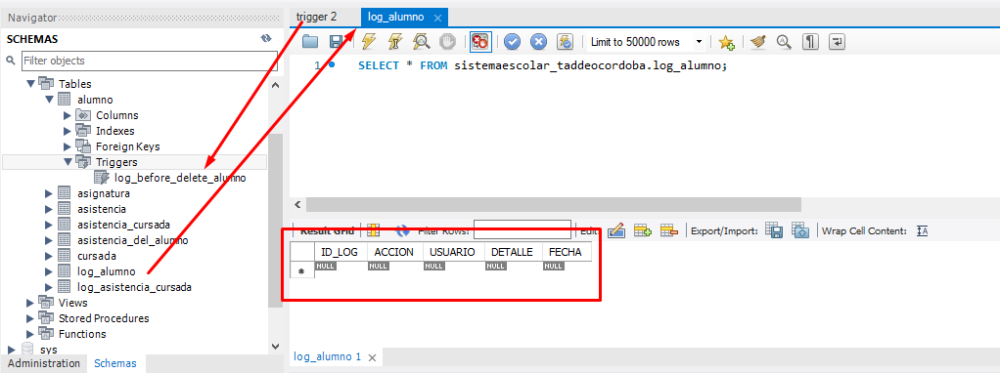 Navigator
SCHEMAS
Filter objects
Tables
alumno
Columns
Indexes
Foreign Keys
Triggers
log_before_delete_alumno
asignatura
asistencia
asistencia_cursada
asistencia_del_alumno
cursada
log_alumno
log_asistencia_cursada
Views
Stored Procedures
Functions
sys
Administration Schemas
trigger 2 log_alumno
Limit to 50000 rows
1 SELECT * FROM sistemaescolar_taddeocordoba.log_alumno;
Result Grid Filter Rows: Edit: Export/Import: Wrap Cell Content:
ID_LOG ACCION USUARIO DETALLE FECHA
NULL NULL NULL NULL NULL
log_alumno 1